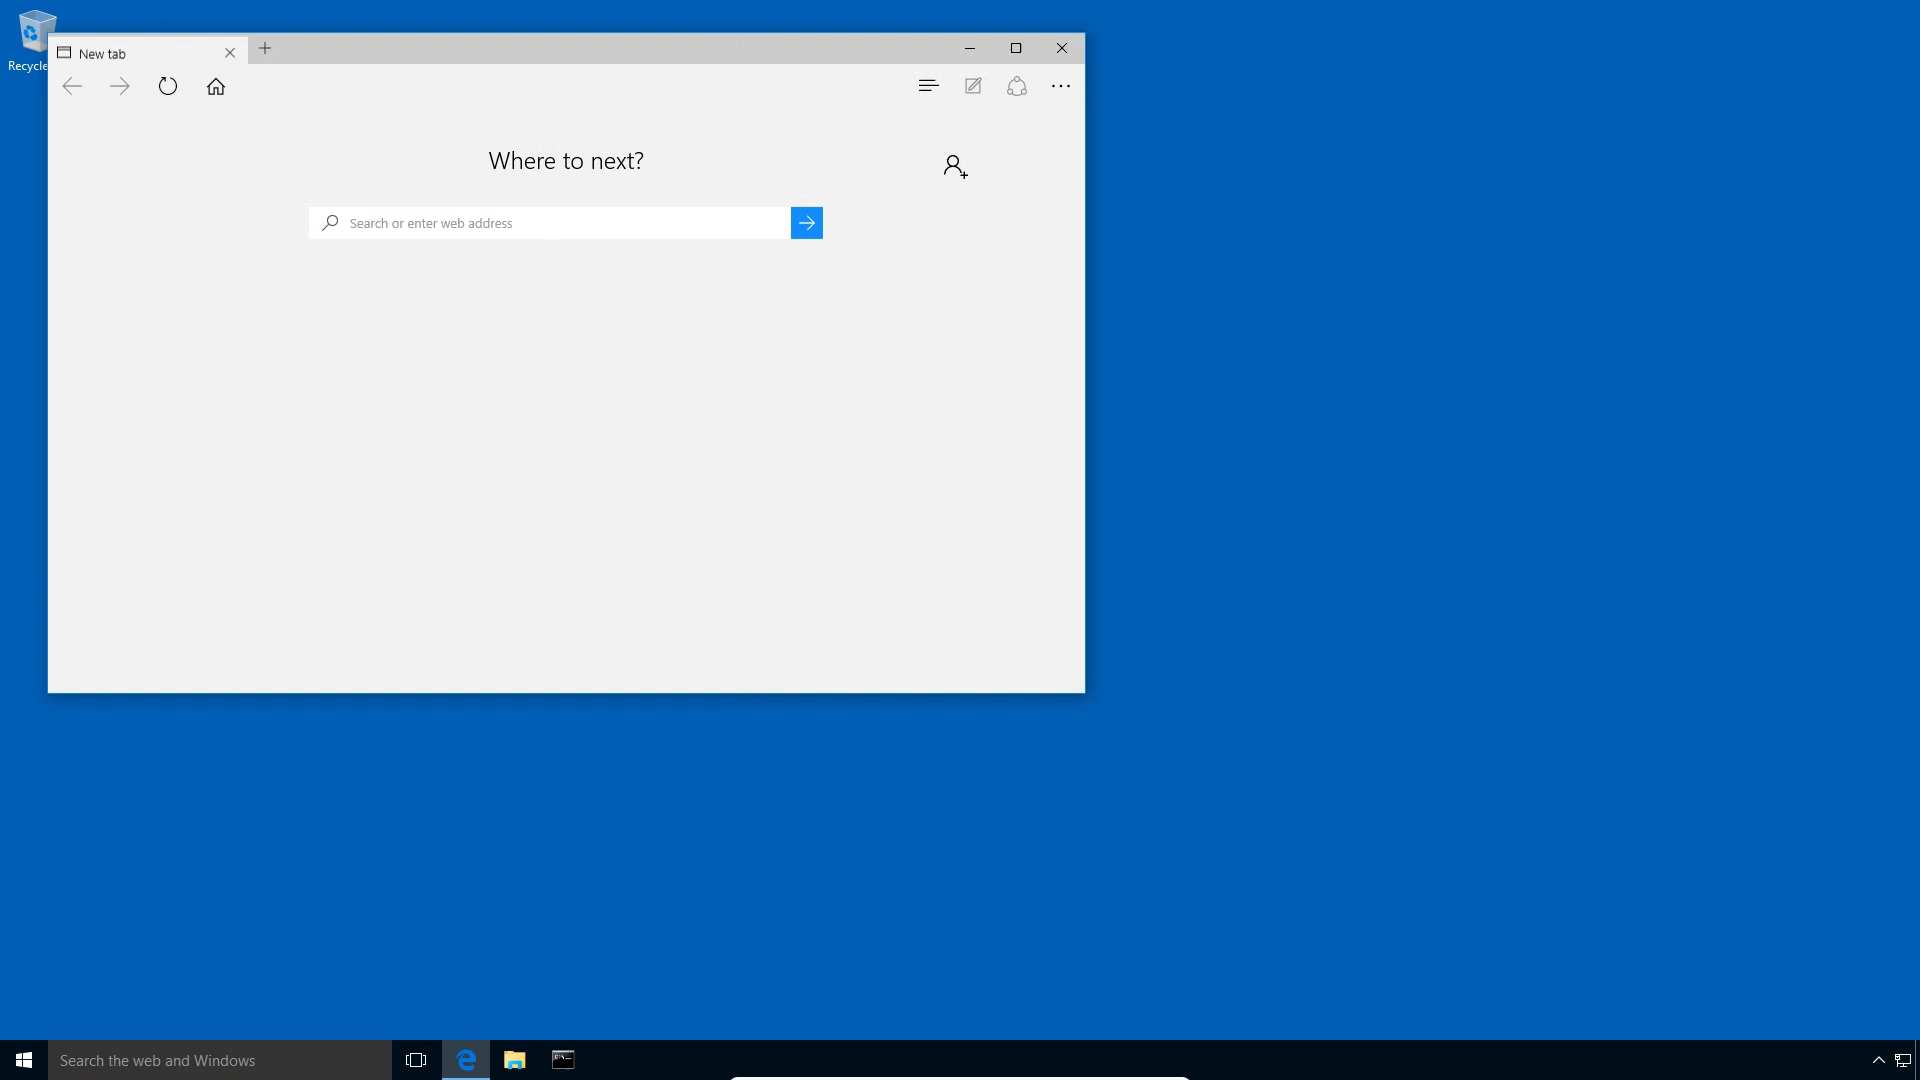 Recycle
New tab
Where to next?
Search or enter web address
Search the web and Windows